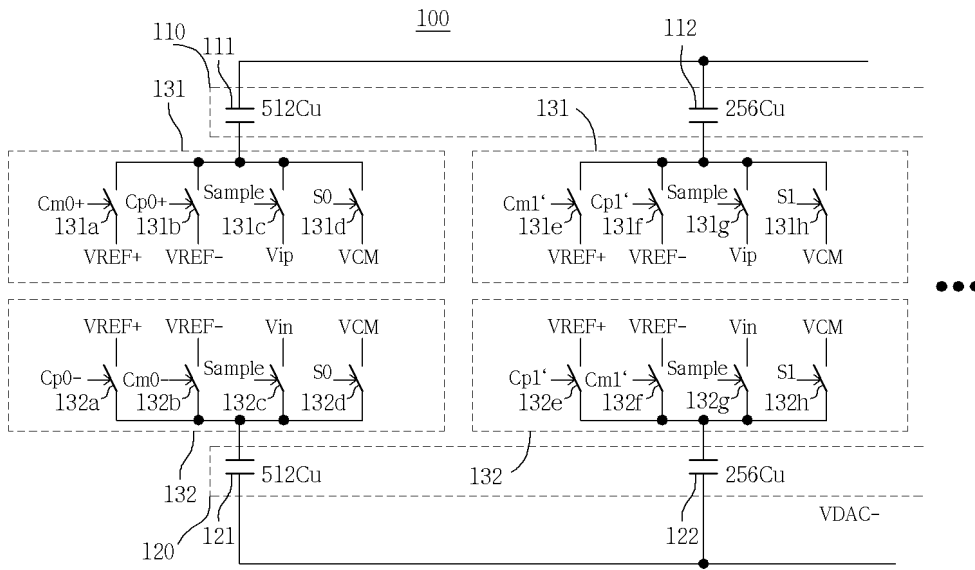 100
110
111
112
131
512Cu
131
256Cu
Cm0+
Cp0+
Sample
S0
Cm1‘
Cp1‘
Sample
S1
131a
131b
131c
131d
131e
131f
131g
131h
VREF+
VREF-
Vip
VCM
VREF+
VREF-
Vip
VCM
VREF+
VREF-
Vin
VCM
VREF+
VREF-
Vin
VCM
Cp0-
Cm0-
Sample
S0
Cp1‘
Cm1‘
Sample
S1
132a
132b
132c
132d
132e
132f
132g
132h
512Cu
256Cu
132
132
121
122
120
VDAC-